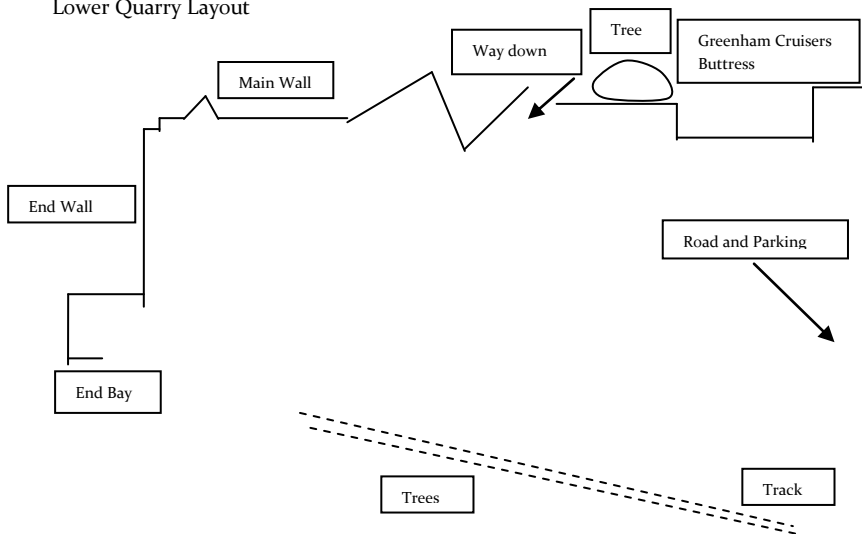 Lower Quarry Layout
Tree
Greenham Cruisers
Buttress
Way down
Main Wall
End Wall
Road and Parking
End Bay
Trees
Track